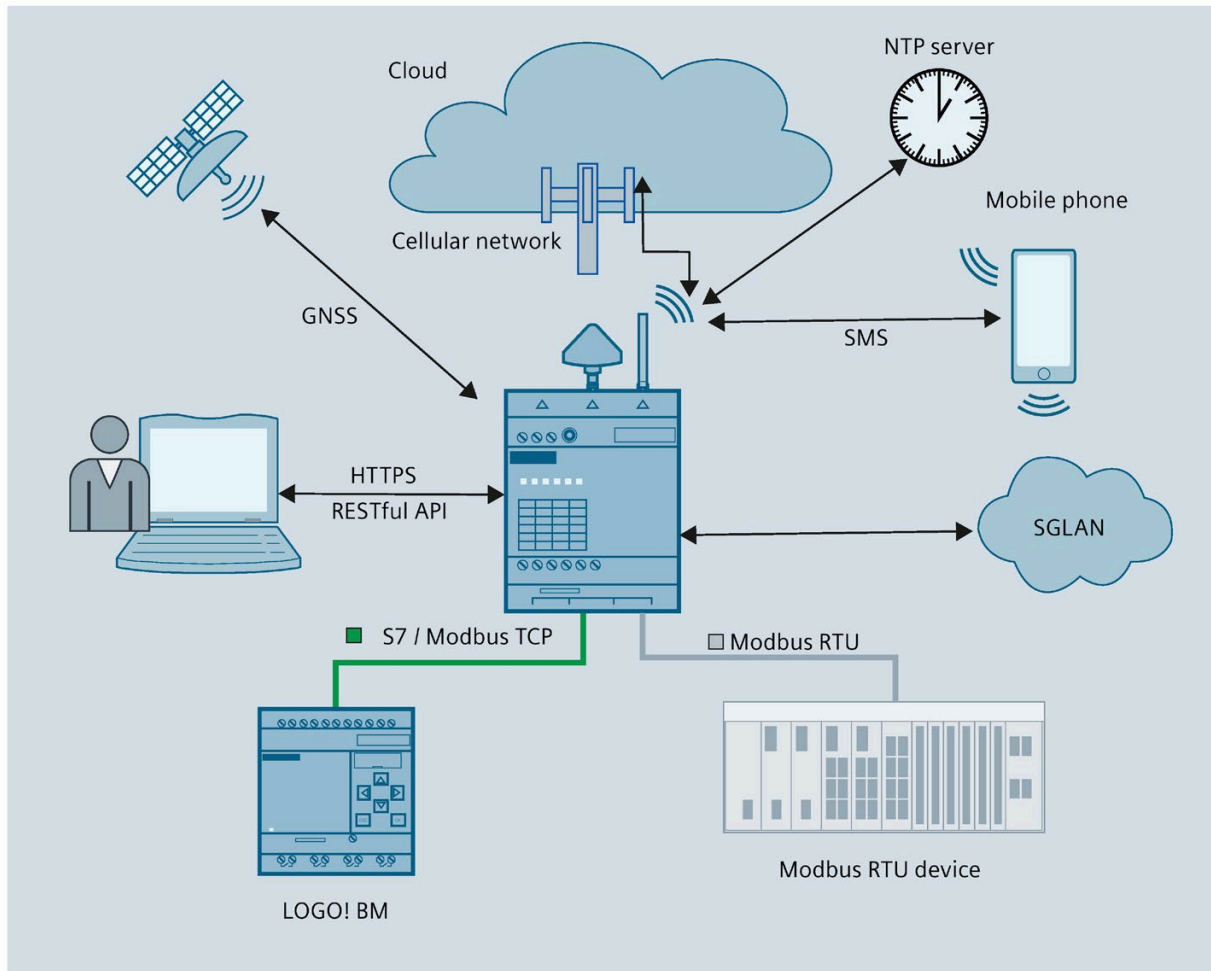 NTP server
Cloud
Mobile phone
Cellular network
GNSS
SMS
HTTPS
RESTful API
SGLAN
S7 / Modbus TCP
Modbus RTU
Modbus RTU device
LOGO! BM